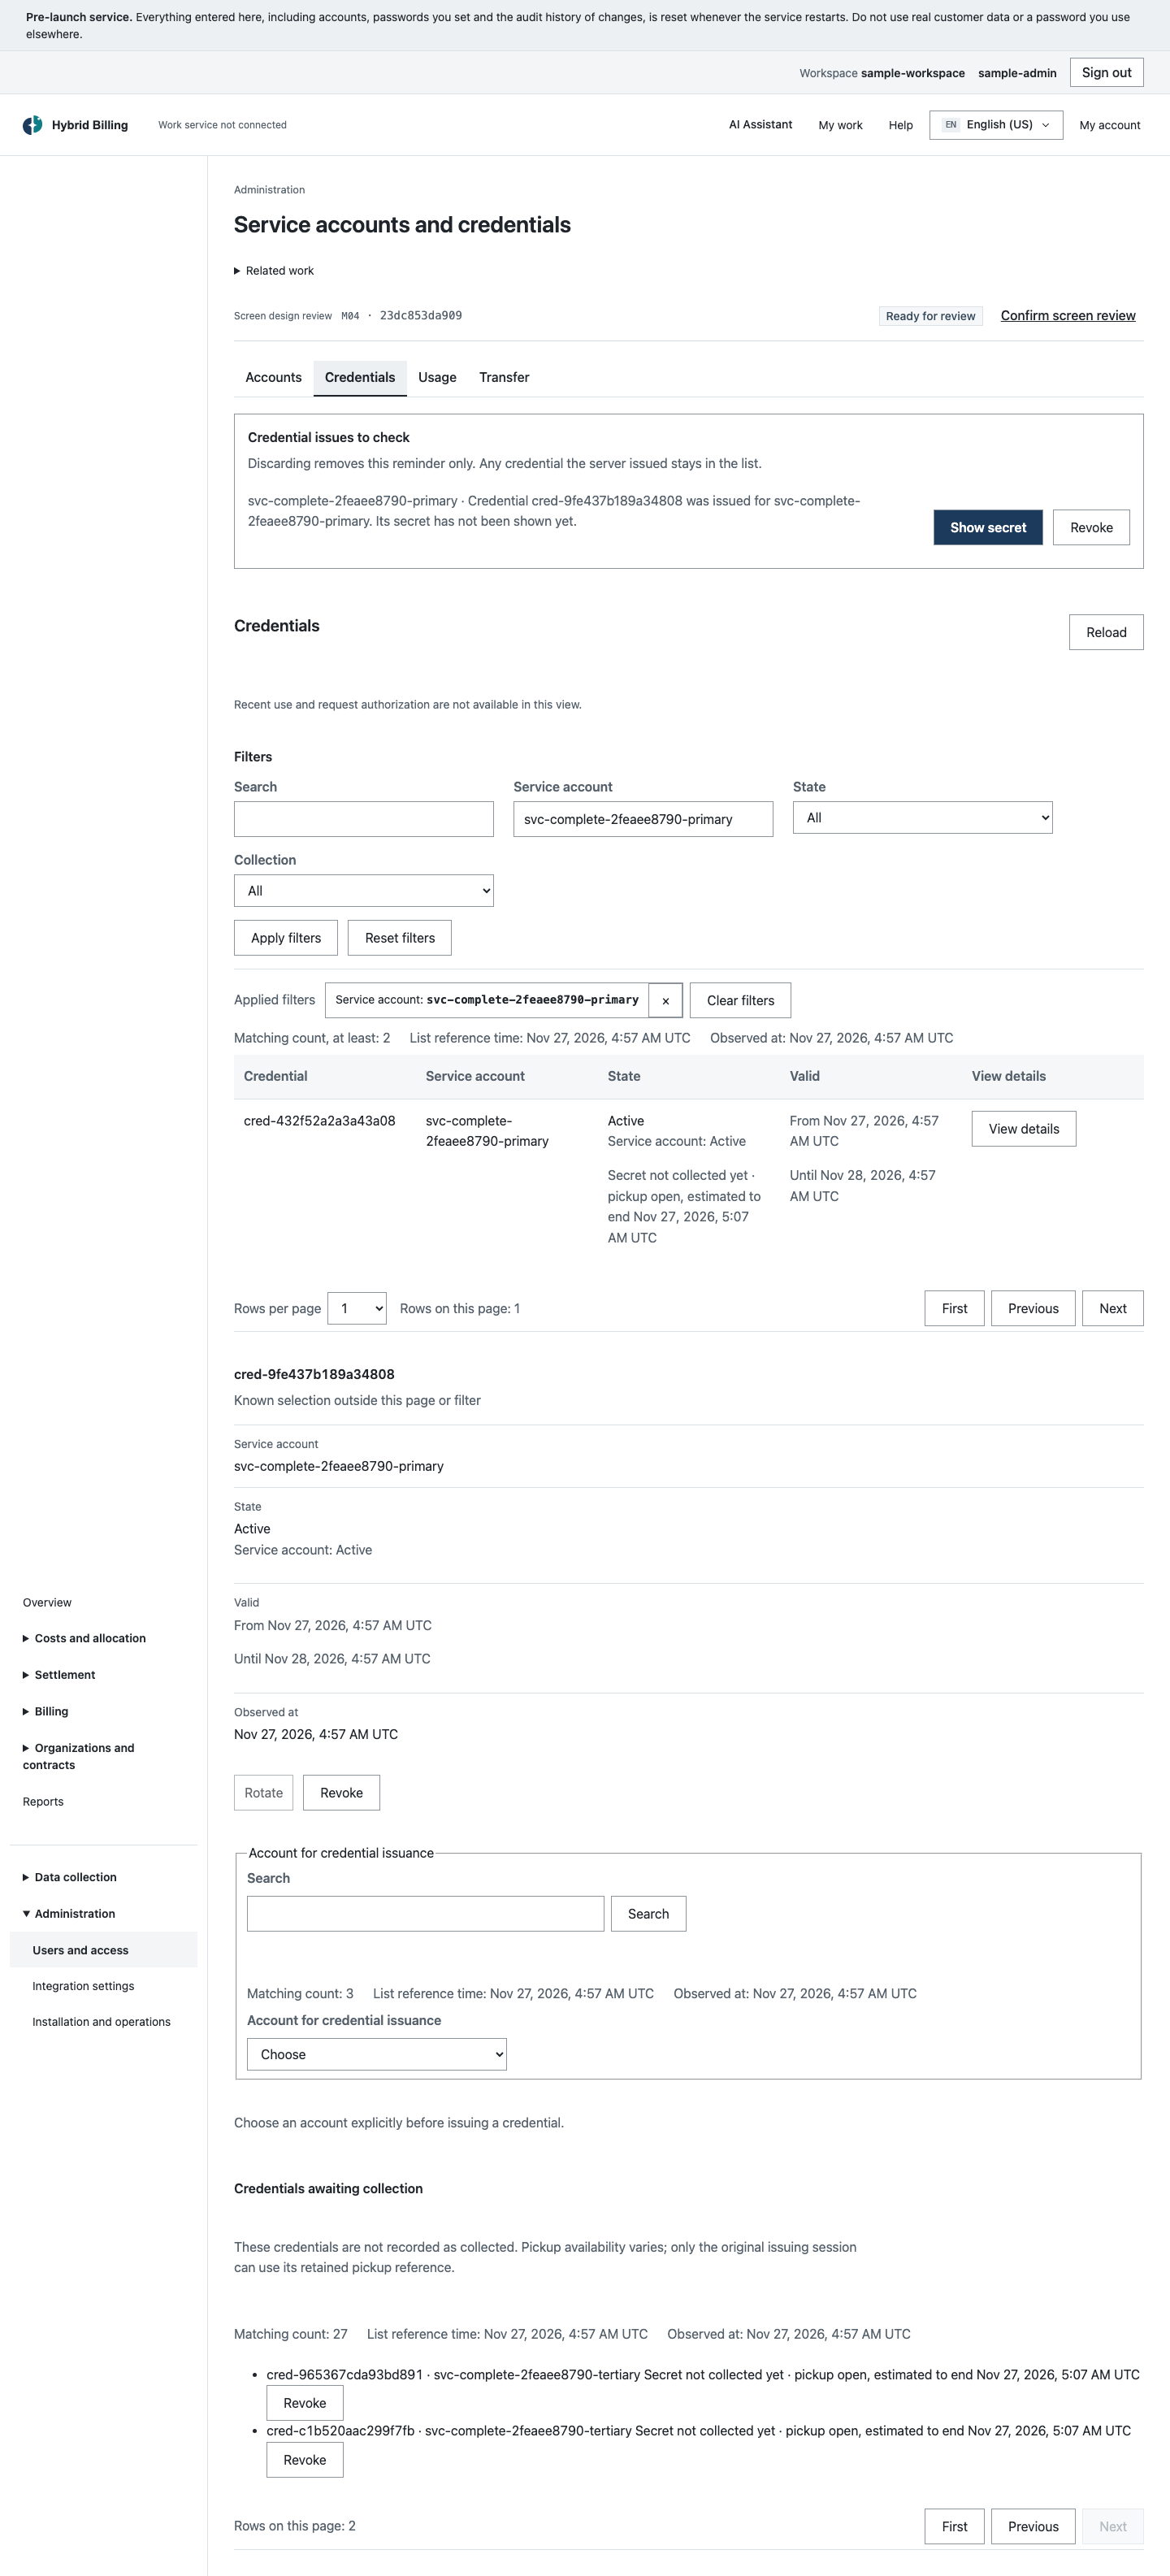 Pre-launch service. Everything entered here, including accounts, passwords you set and the audit history of changes, is reset whenever the service restarts. Do not use real customer data or a password you use
elsewhere.
Workspace sample-workspace sample-admin Sign out
Hybrid Billing Work service not connected AI Assistant My work Help EN English (US) My account
Administration
Service accounts and credentials
Related work
Screen design review M04 · 23dc853da909 Ready for review Confirm screen review
Accounts Credentials Usage Transfer
Credential issues to check
Discarding removes this reminder only. Any credential the server issued stays in the list.
svc-complete-2feaee8790-primary · Credential cred-9fe437b189a34808 was issued for svc-complete-
2feaee8790-primary. Its secret has not been shown yet.
Show secret Revoke
Credentials
Reload
Recent use and request authorization are not available in this view.
Filters
Search Service account State
svc-complete-2feaee8790-primary All
Collection
All
Apply filters Reset filters
Applied filters Service account: svc-complete-2feaee8790-primary × Clear filters
Matching count, at least: 2 List reference time: Nov 27, 2026, 4:57 AM UTC Observed at: Nov 27, 2026, 4:57 AM UTC
Credential Service account State Valid View details
cred-432f52a2a3a43a08 svc-complete- Active From Nov 27, 2026, 4:57 View details
2feaee8790-primary Service account: Active AM UTC
Secret not collected yet · Until Nov 28, 2026, 4:57
pickup open, estimated to AM UTC
end Nov 27, 2026, 5:07
AM UTC
Rows per page 1 Rows on this page: 1 First Previous Next
cred-9fe437b189a34808
Known selection outside this page or filter
Service account
svc-complete-2feaee8790-primary
State
Active
Service account: Active
Valid
From Nov 27, 2026, 4:57 AM UTC
Until Nov 28, 2026, 4:57 AM UTC
Observed at
Nov 27, 2026, 4:57 AM UTC
Rotate Revoke
Account for credential issuance
Search
Search
Matching count: 3 List reference time: Nov 27, 2026, 4:57 AM UTC Observed at: Nov 27, 2026, 4:57 AM UTC
Account for credential issuance
Choose
Choose an account explicitly before issuing a credential.
Credentials awaiting collection
These credentials are not recorded as collected. Pickup availability varies; only the original issuing session
can use its retained pickup reference.
Matching count: 27 List reference time: Nov 27, 2026, 4:57 AM UTC Observed at: Nov 27, 2026, 4:57 AM UTC
cred-965367cda93bd891 · svc-complete-2feaee8790-tertiary Secret not collected yet · pickup open, estimated to end Nov 27, 2026, 5:07 AM UTC
Revoke
cred-c1b520aac299f7fb · svc-complete-2feaee8790-tertiary Secret not collected yet · pickup open, estimated to end Nov 27, 2026, 5:07 AM UTC
Revoke
Rows on this page: 2 First Previous Next
Overview
Costs and allocation
Settlement
Billing
Organizations and
contracts
Reports
Data collection
Administration
Users and access
Integration settings
Installation and operations